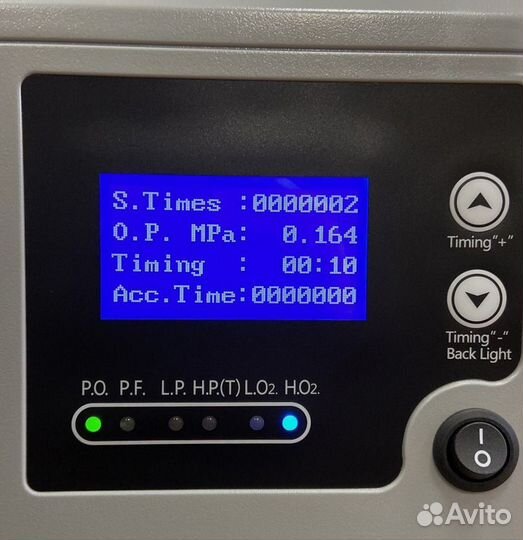 S.Times :0000002
O.P. MPa: 0.164
Timing : 00:10
Acc.Time:0000000
Timing"+"
Timing"-"
Back Light
P.O. P.F. L.P. H.P.(T) L.O2. H.O2.
I
O
Avito